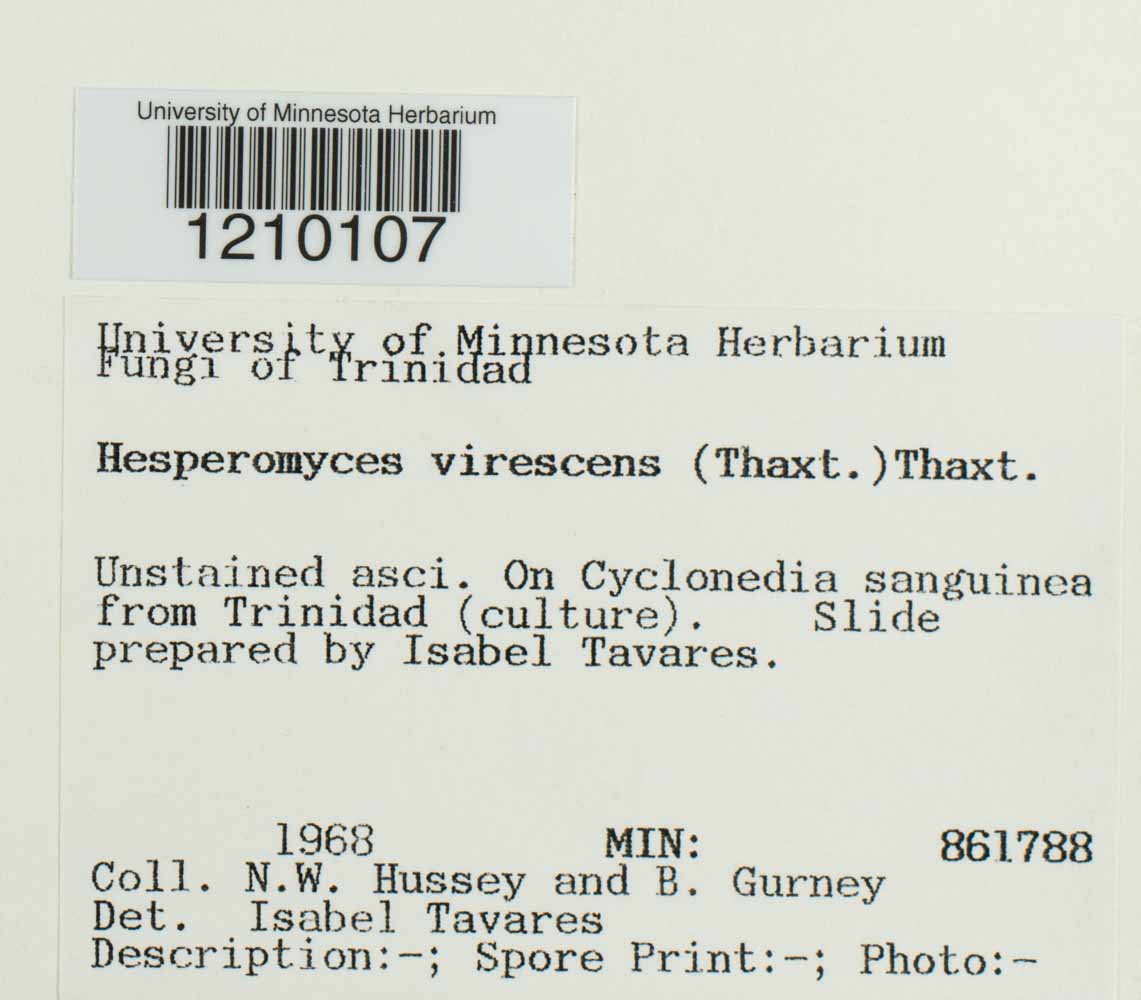 University of Minnesota Herbarium
1210107
University of Minnesota Herbarium
Fungi of Trinidad
Hesperomyces virescens (Thaxt.)Thaxt.
Unstained asci. On Cyclonedia sanguinea
from Trinidad (culture). Slide
prepared by Isabel Tavares.
1968 MIN: 861788
Coll. N.W. Hussey and B. Gurney
Det. Isabel Tavares
Description:-; Spore Print:-; Photo:-